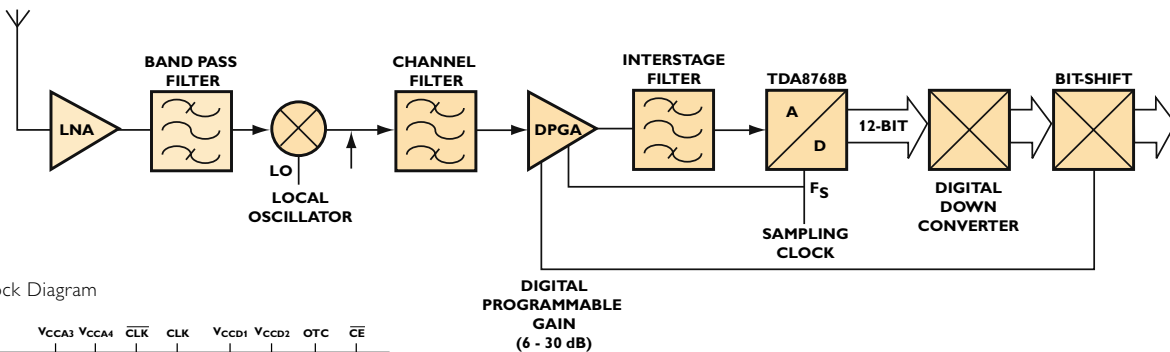 BAND PASS
FILTER
CHANNEL
FILTER
INTERSTAGE
FILTER
TDA8768B
BIT-SHIFT
LNA
DPGA
A
D
12-BIT
LO
LOCAL
OSCILLATOR
FS
SAMPLING
CLOCK
DIGITAL
DOWN
CONVERTER
DIGITAL
PROGRAMMABLE
GAIN
(6 - 30 dB)
ock Diagram
VCCA3 VCCA4 CLK CLK VCCD1 VCCD2 OTC CE